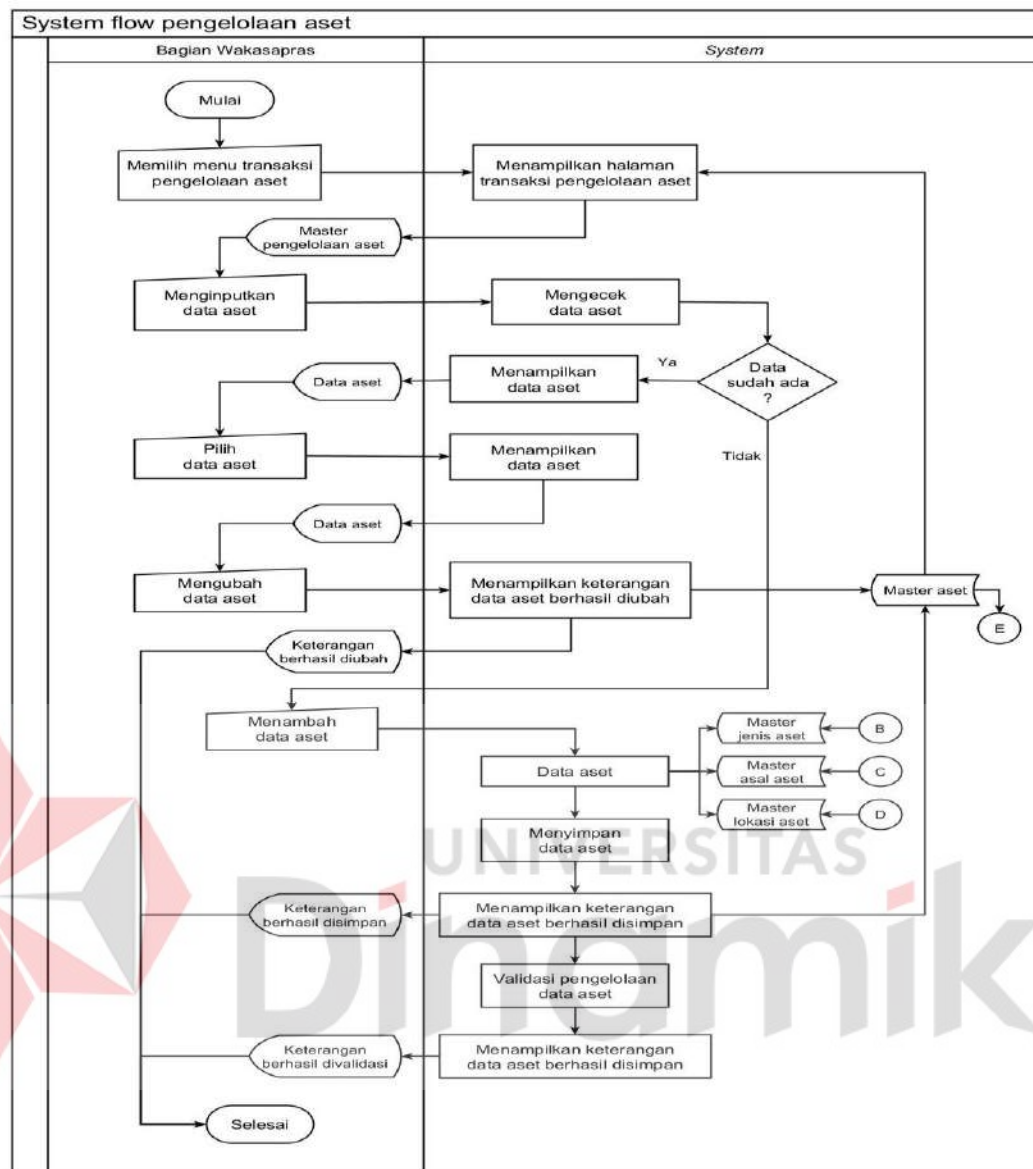 System flow pengelolaan aset
Bagian Wakasapras
System
Mulai
Memilih menu transaksi
pengelolaan aset
Menampilkan halaman
transaksi pengelolaan aset
Master
pengelolaan aset
Menginputkan
data aset
Mengecek
data aset
Data
sudah ada
?
Ya
Menampilkan
data aset
Data aset
Pilih
data aset
Menampilkan
data aset
Tidak
Data aset
Mengubah
data aset
Menampilkan keterangan
data aset berhasil diubah
Master aset
E
Keterangan
berhasil diubah
Menambah
data aset
Data aset
Master
jenis aset
B
Master
asal aset
C
Master
lokasi aset
D
Menyimpan
data aset
Keterangan
berhasil disimpan
Menampilkan keterangan
data aset berhasil disimpan
Validasi pengelolaan
data aset
Keterangan
berhasil divalidasi
Menampilkan keterangan
data aset berhasil disimpan
Selesai
UNIVERSITAS
Dinamik